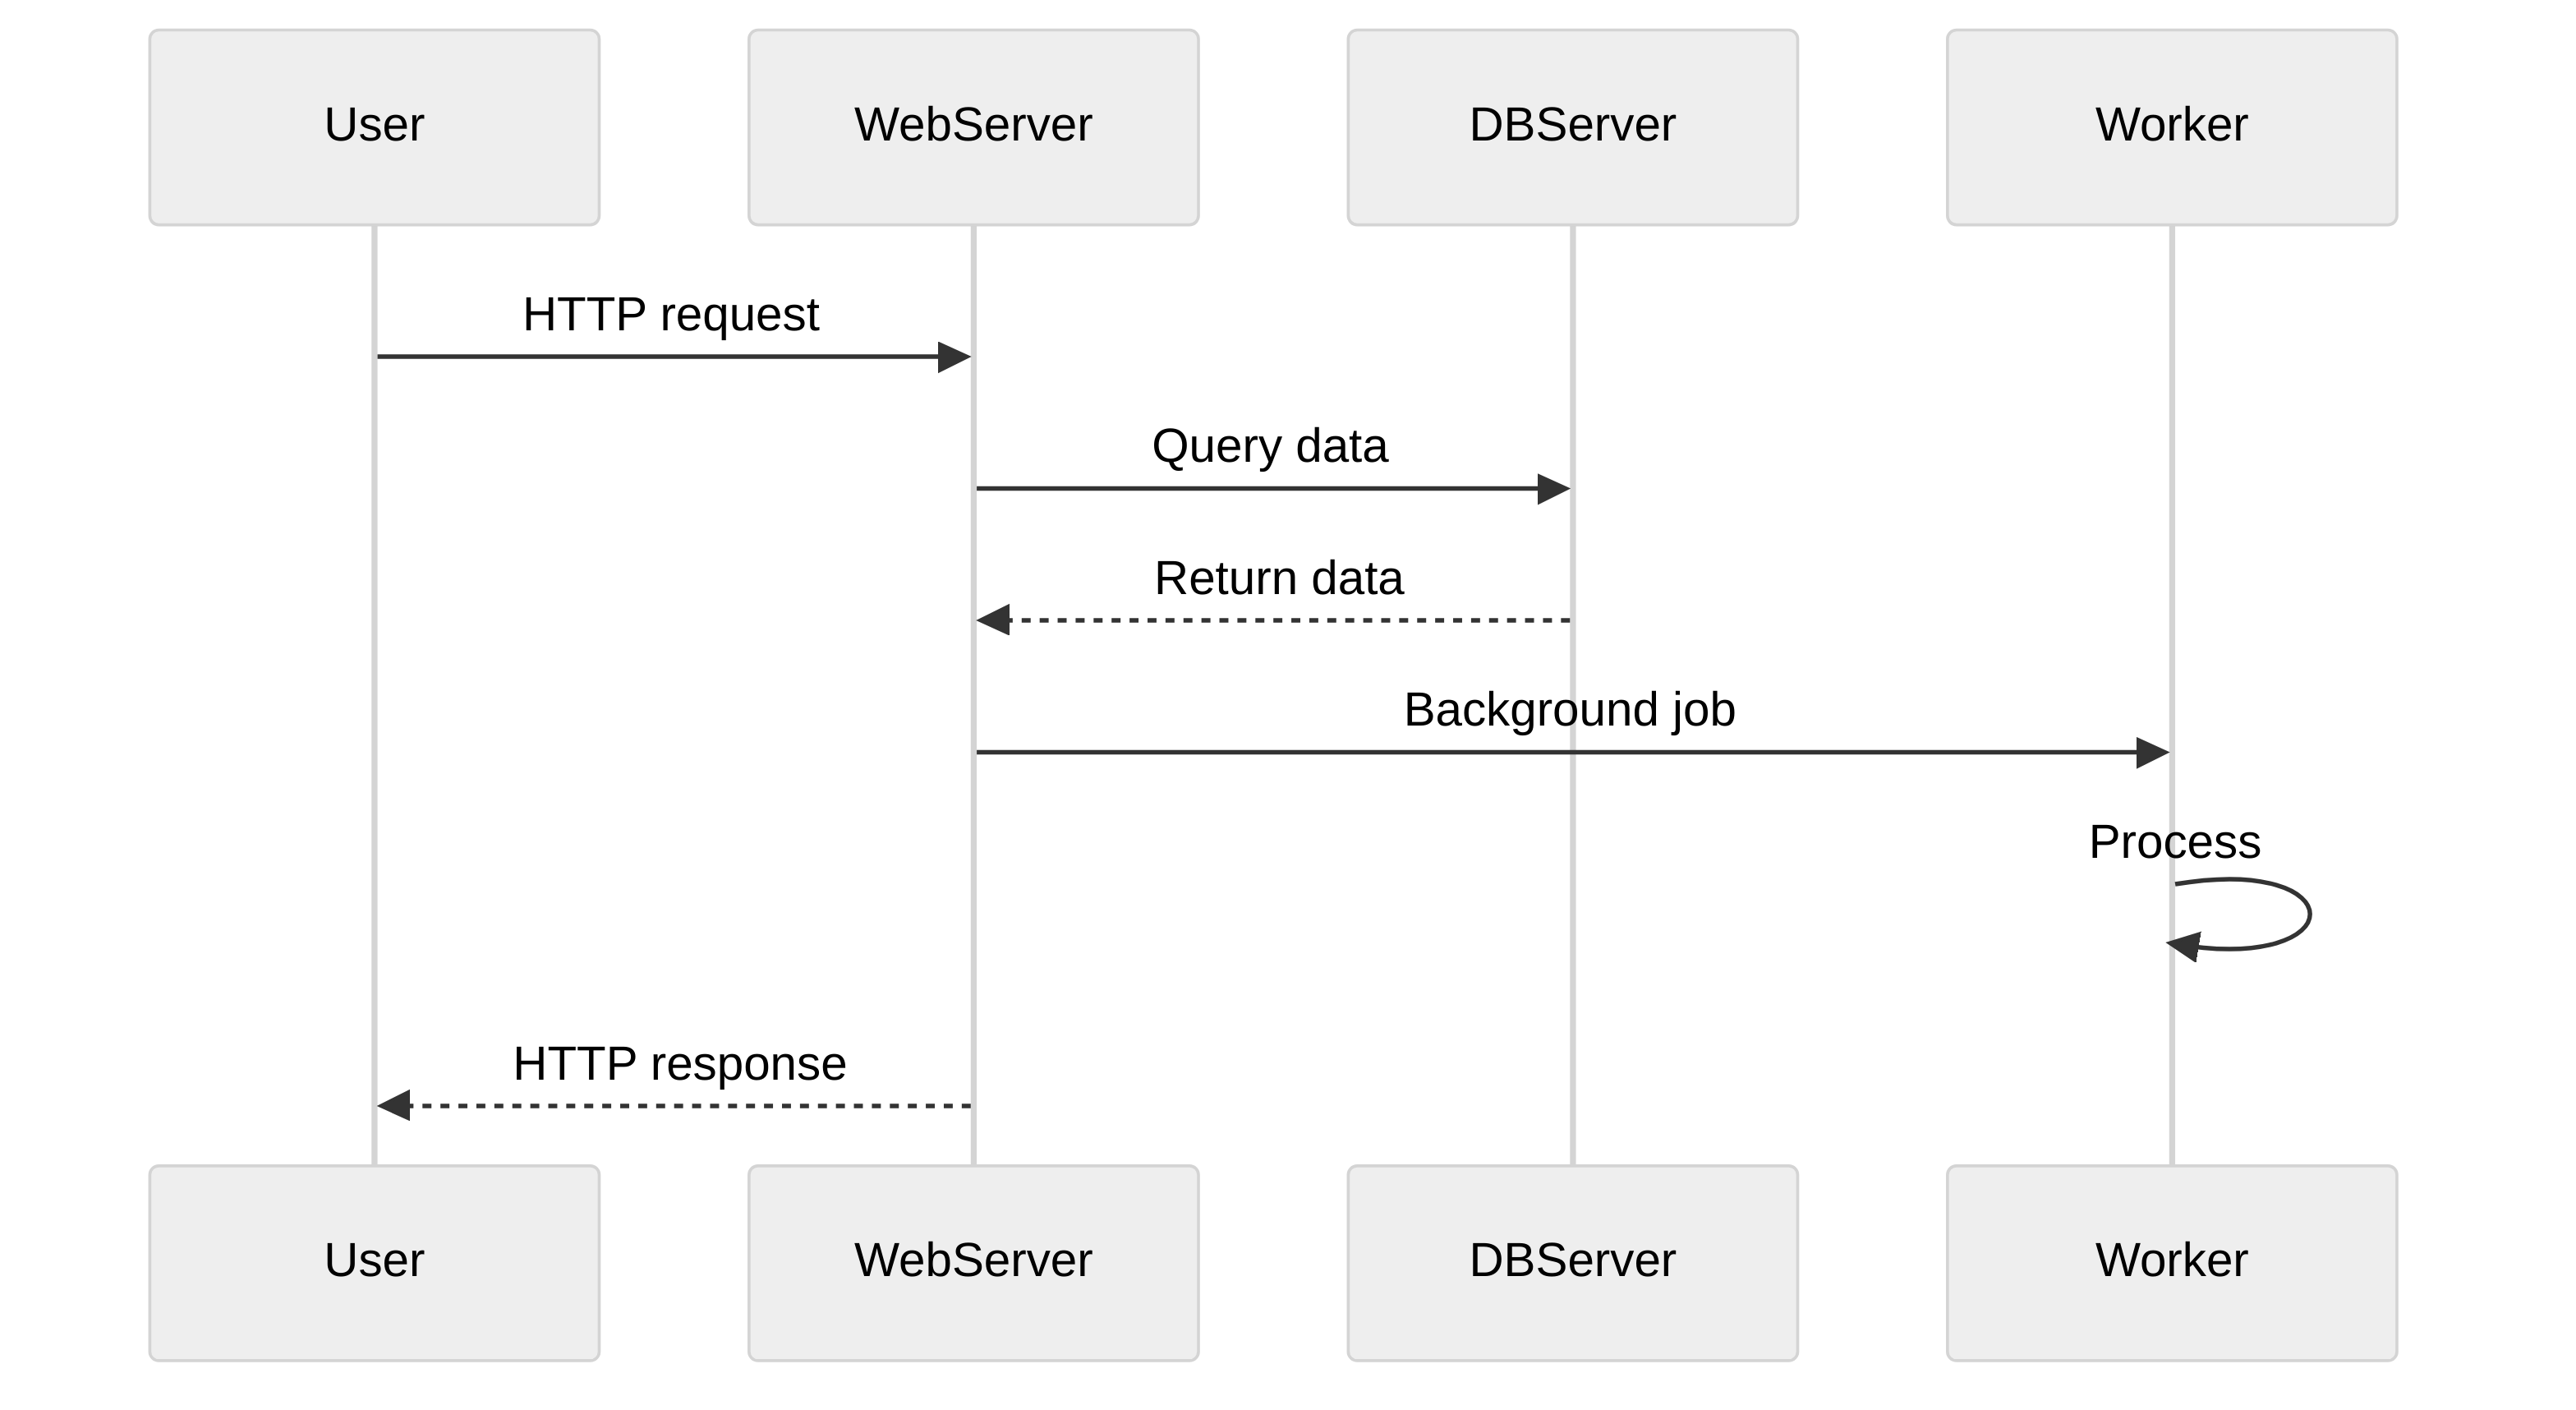 User
WebServer
DBServer
Worker
HTTP request
Query data
Return data
Background job
Process
HTTP response
User
WebServer
DBServer
Worker